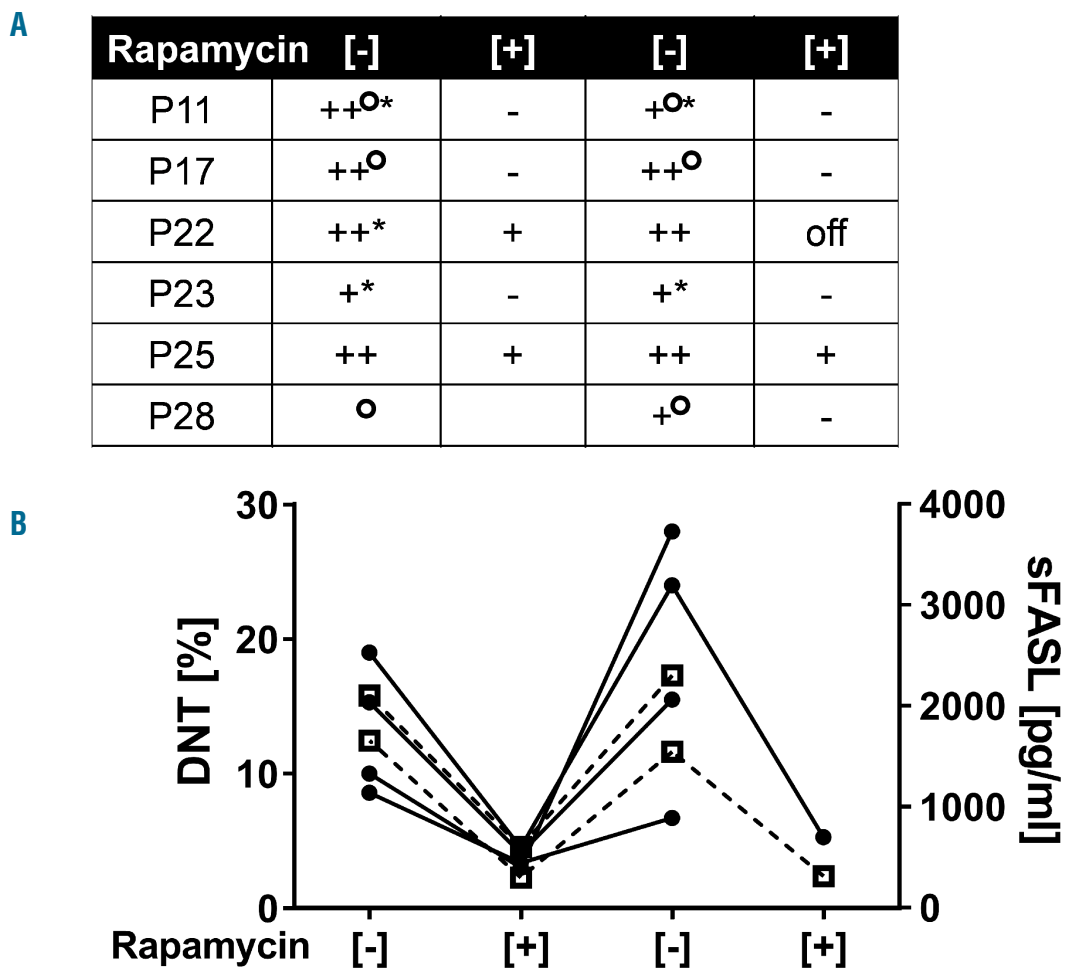 A
Rapamycin [-] [+] [-] [+]
P11 ++°* - +°* -
P17 ++° - ++° -
P22 ++* + ++ off
P23 +* - +* -
P25 ++ + ++ +
P28 ° +° -
B
30 4000
3000
20
2000
10
1000
0 0
DNT [%]
sFASL [pg/ml]
Rapamycin [-] [+] [-] [+]